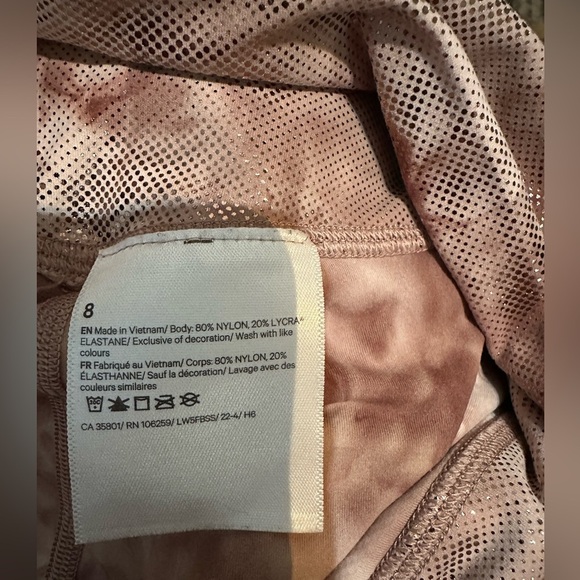 8
EN Made in Vietnam/ Body: 80% NYLON, 20% LYCRA®
ELASTANE/ Exclusive of decoration/ Wash with like
colours
FR Fabriqué au Vietnam/ Corps: 80% NYLON, 20%
ÉLASTHANNE/ Sauf la décoration/ Lavage avec des
couleurs similaires
CA 35801/ RN 106259/ LW5FBSS/ 22-4/ H6